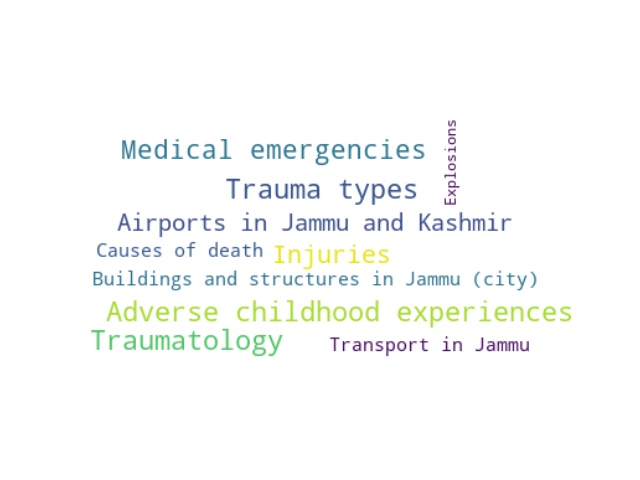 Explosions
Medical emergencies
Trauma types
Airports in Jammu and Kashmir
Causes of death
Injuries
Buildings and structures in Jammu (city)
Adverse childhood experiences
Traumatology
Transport in Jammu